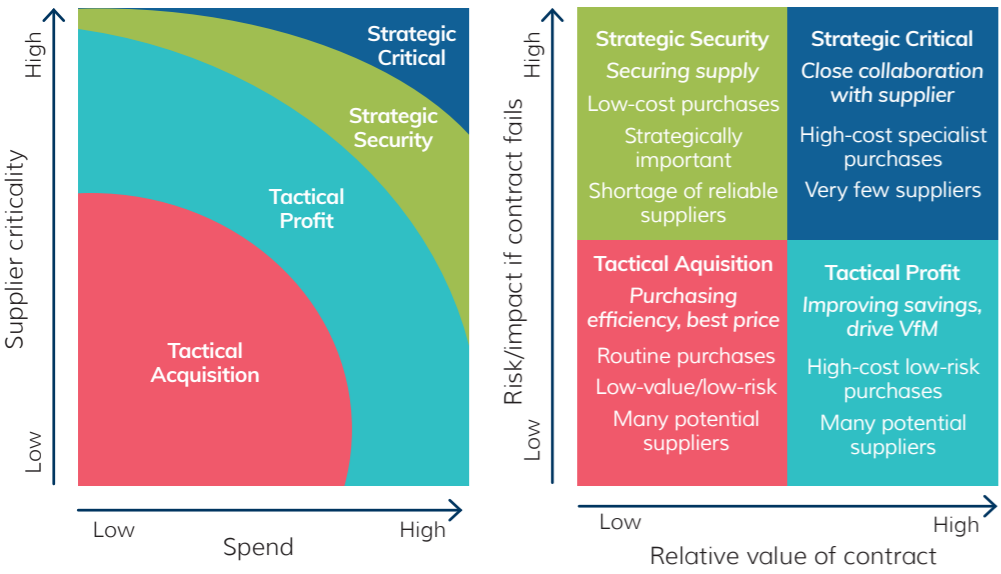 Supplier criticality
High
Low
Strategic
Critical
Strategic
Security
Tactical
Profit
Tactical
Acquisition
Low
High
Spend
Risk/impact if contract fails
High
Low
Strategic Security
Securing supply
Low-cost purchases
Strategically
important
Shortage of reliable
suppliers
Strategic Critical
Close collaboration
with supplier
High-cost specialist
purchases
Very few suppliers
Tactical Aquisition
Purchasing
efficiency, best price
Routine purchases
Low-value/low-risk
Many potential
suppliers
Tactical Profit
Improving savings,
drive VfM
High-cost low-risk
purchases
Many potential
suppliers
Low
High
Relative value of contract